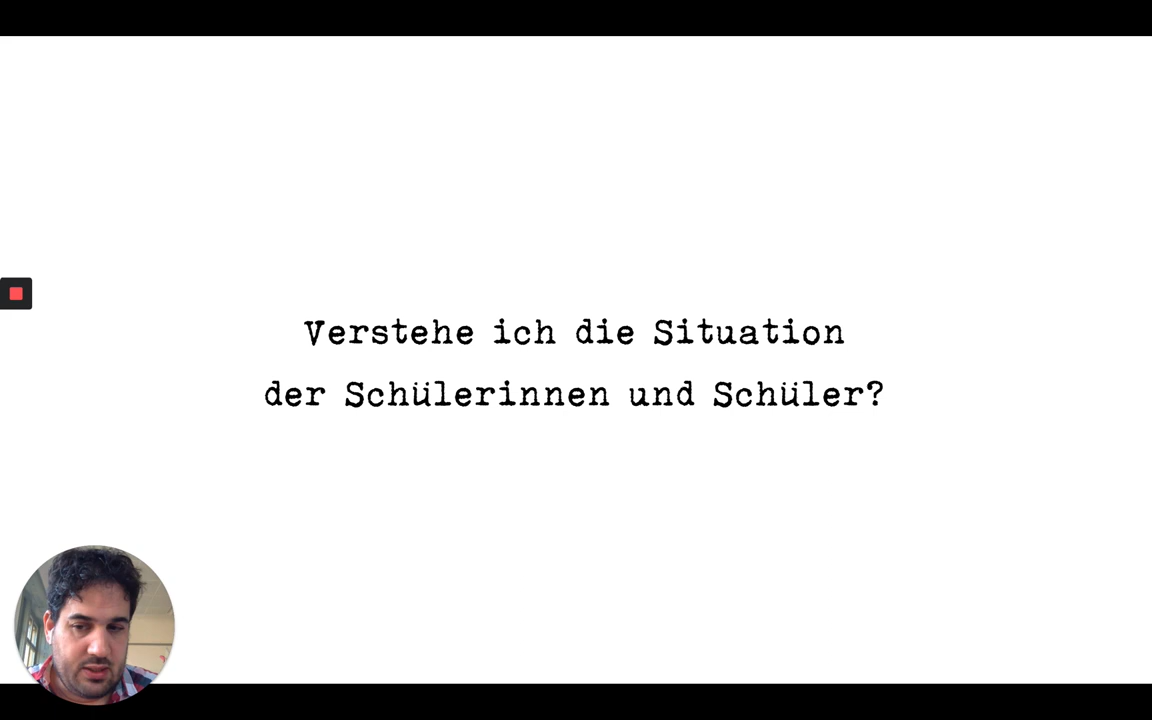 Verstehe ich die Situation
der Schülerinnen und Schüler?